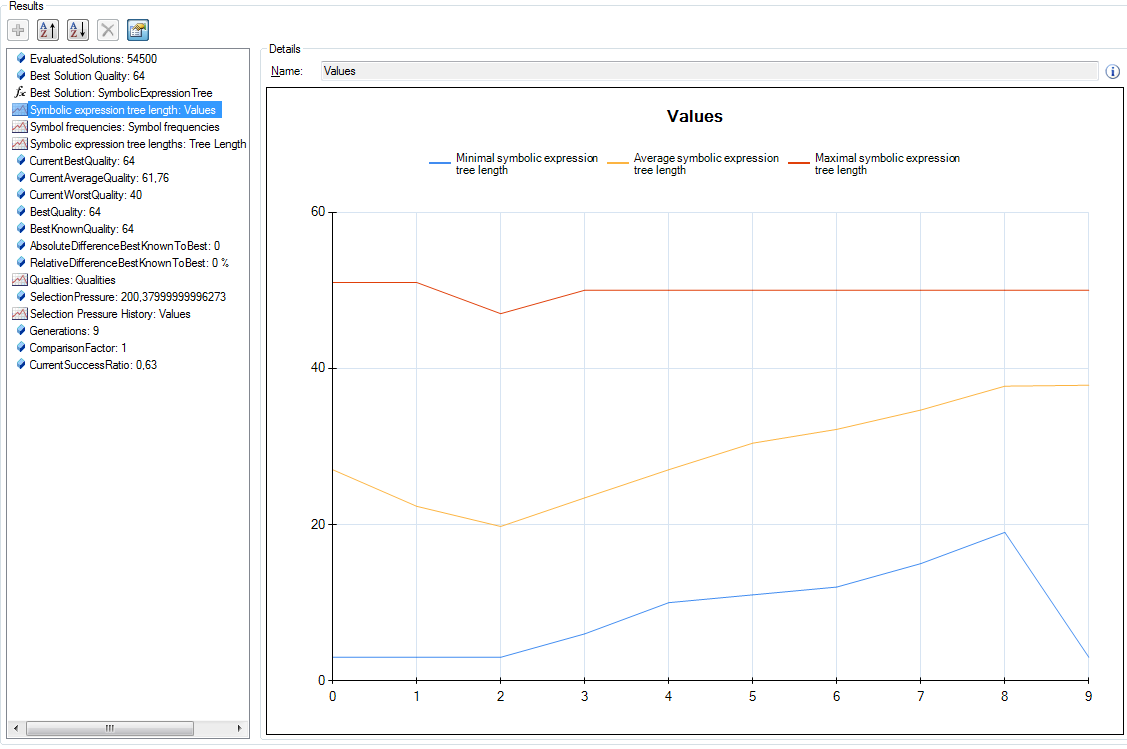 Results
EvaluatedSolutions: 54500
Best Solution Quality: 64
Best Solution: SymbolicExpressionTree
Symbolic expression tree length: Values
Symbol frequencies: Symbol frequencies
Symbolic expression tree lengths: Tree Length
CurrentBestQuality: 64
CurrentAverageQuality: 61,76
CurrentWorstQuality: 40
BestQuality: 64
BestKnownQuality: 64
AbsoluteDifferenceBestKnownToBest: 0
RelativeDifferenceBestKnownToBest: 0 %
Qualities: Qualities
SelectionPressure: 200,37999999996273
Selection Pressure History: Values
Generations: 9
ComparisonFactor: 1
CurrentSuccessRatio: 0,63
Details
Name: Values
Values
Minimal symbolic expression
tree length
Average symbolic expression
tree length
Maximal symbolic expression
tree length
60
40
20
0
0 1 2 3 4 5 6 7 8 9